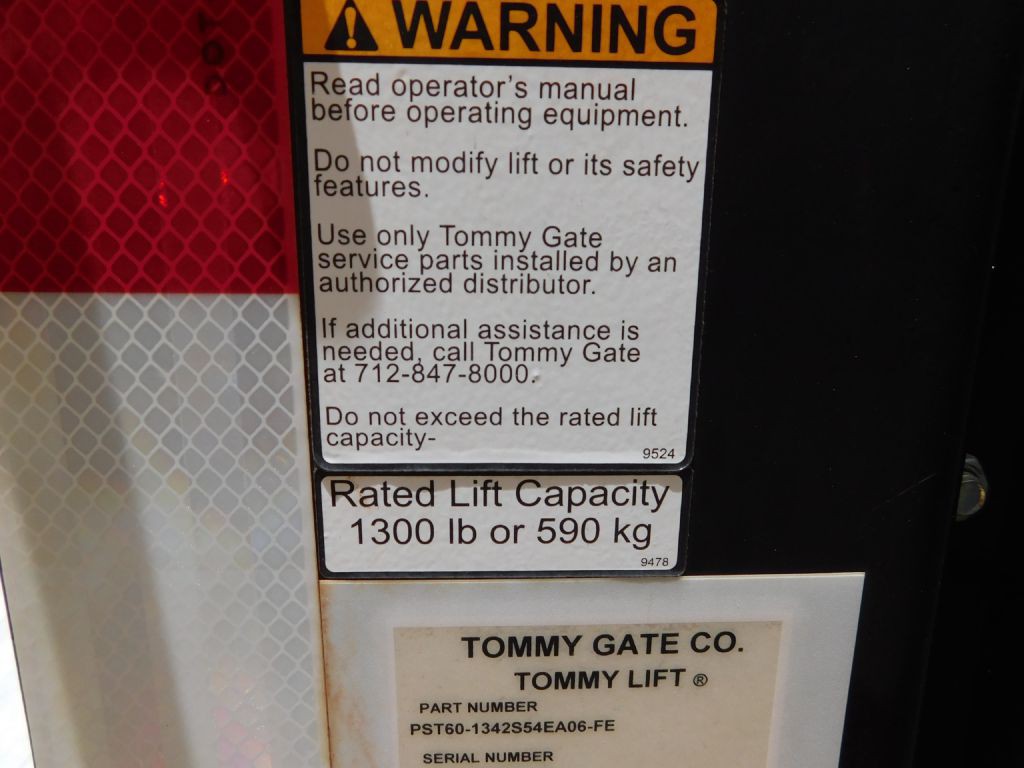 WARNING
Read operator's manual
before operating equipment.
Do not modify lift or its safety
features.
Use only Tommy Gate
service parts installed by an
authorized distributor.
If additional assistance is
needed, call Tommy Gate
at 712-847-8000.
Do not exceed the rated lift
capacity-
9524
Rated Lift Capacity
1300 lb or 590 kg
9478
TOMMY GATE CO.
TOMMY LIFT ®
PART NUMBER
PST60-1342S54EA06-FE
SERIAL NUMBER